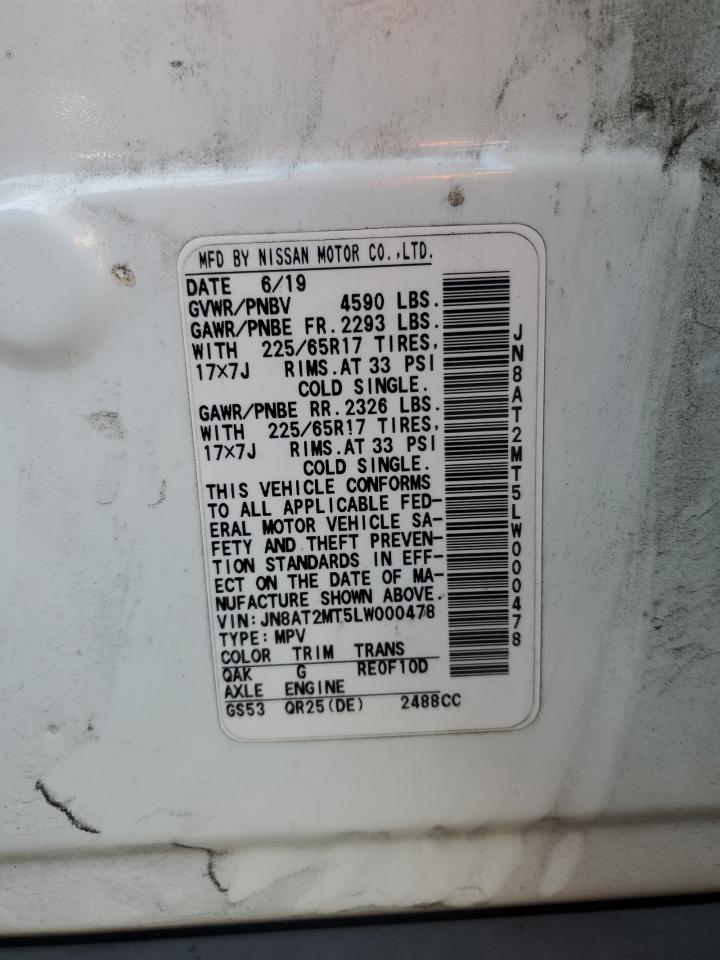 MFD BY NISSAN MOTOR CO.,LTD.
DATE 6/19
GVWR/PNBV 4590 LBS.
GAWR/PNBE FR. 2293 LBS.
WITH 225/65R17 TIRES,
17×7J RIMS. AT 33 PSI
COLD SINGLE.
GAWR/PNBE RR. 2326 LBS.
WITH 225/65R17 TIRES,
17×7J RIMS. AT 33 PSI
COLD SINGLE.
THIS VEHICLE CONFORMS
TO ALL APPLICABLE FED-
ERAL MOTOR VEHICLE SA-
FETY AND THEFT PREVEN-
TION STANDARDS IN EFF-
ECT ON THE DATE OF MA-
NUFACTURE SHOWN ABOVE.
VIN: JN8AT2MT5LW000478
TYPE: MPV
COLOR TRIM TRANS
QAK G RE0F10D
AXLE ENGINE
GS53 QR25(DE) 2488CC
JN8AT2MT5LW000478